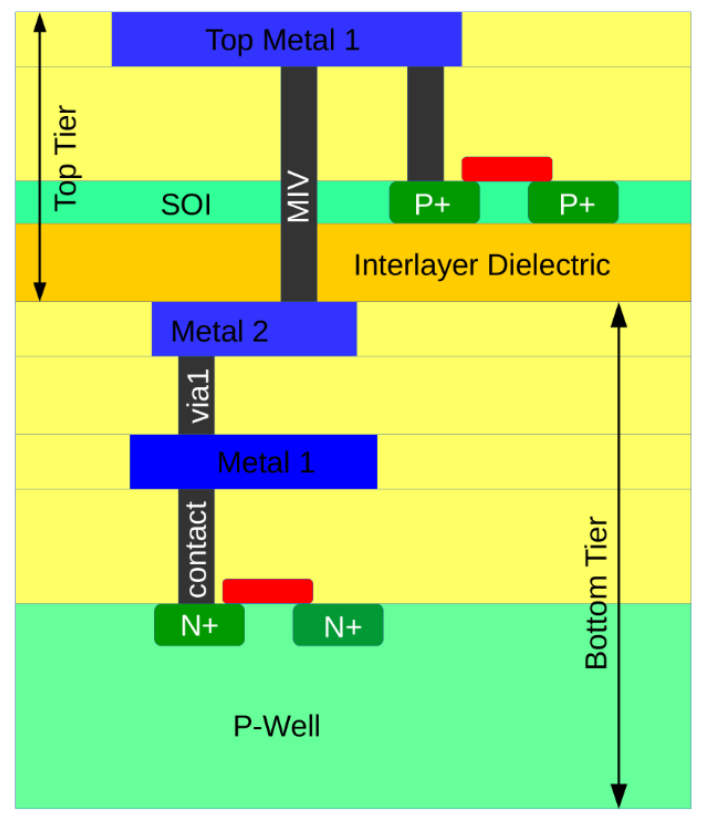 Top Metal 1
Top Tier
MIV
SOI
P+
P+
Interlayer Dielectric
Metal 2
via1
Metal 1
contact
N+
N+
Bottom Tier
P-Well